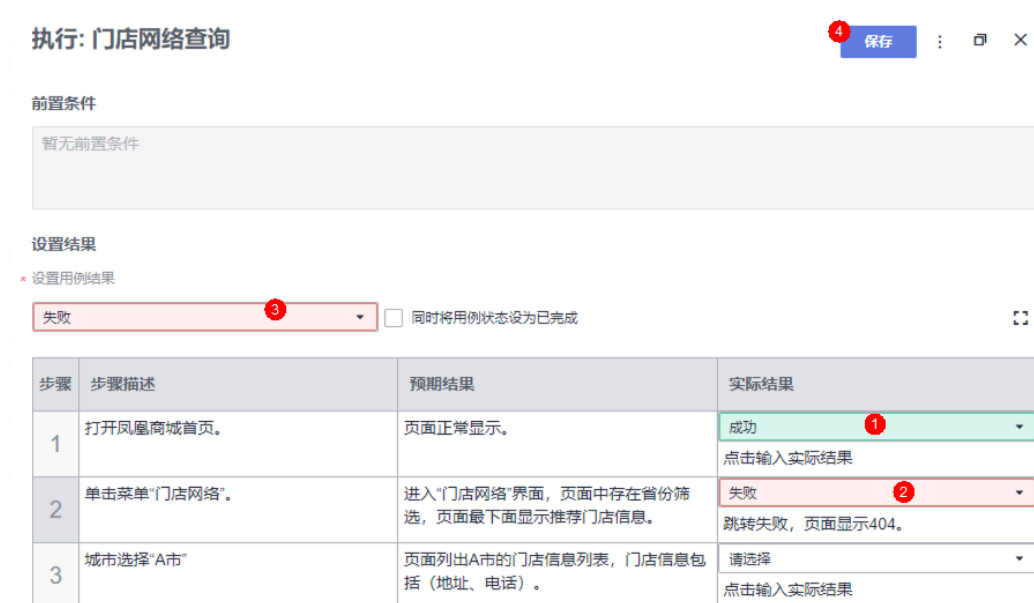 执行: 门店网络查询
4
保存
前置条件
暂无前置条件
设置结果
* 设置用例结果
失败
3
同时将用例状态设为已完成
步骤 步骤描述 预期结果 实际结果
1
打开凤凰商城首页。
页面正常显示。
成功
1
点击输入实际结果
2
单击菜单“门店网络”。
进入“门店网络”界面，页面中存在省份筛
选，页面最下面显示推荐门店信息。
失败
2
跳转失败，页面显示404。
3
城市选择“A市”
页面列出A市的门店信息列表，门店信息包
括（地址、电话）.
请选择
点击输入实际结果